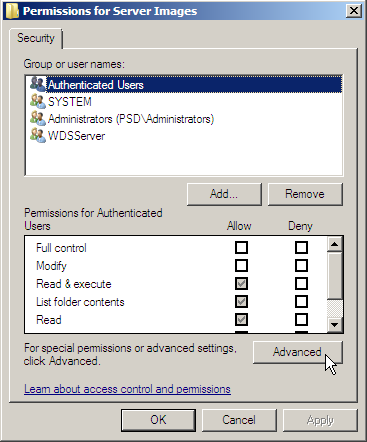 Permissions for Server Images
Security
Group or user names:
Authenticated Users
SYSTEM
Administrators (PSD\Administrators)
WDSServer
Add... Remove
Permissions for Authenticated
Users Allow Deny
Full control
Modify
Read & execute
List folder contents
Read
For special permissions or advanced settings,
click Advanced. Advanced
Learn about access control and permissions
OK Cancel Apply